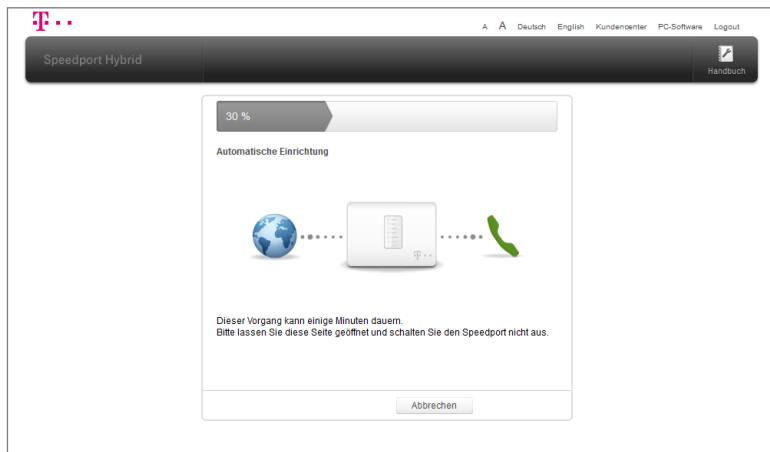 T
A A Deutsch English Kundencenter PC-Software Logout
Speedport Hybrid
Handbuch
30 %
Automatische Einrichtung
T
Dieser Vorgang kann einige Minuten dauern.
Bitte lassen Sie diese Seite geöffnet und schalten Sie den Speedport nicht aus.
Abbrechen